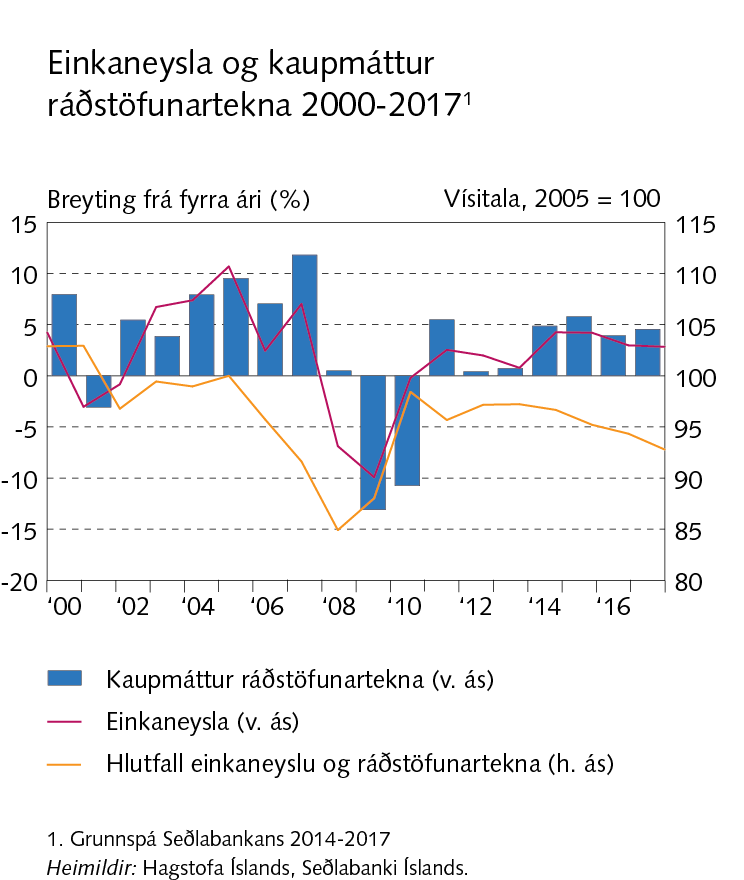 Einkaneysla og kaupmáttur
ráðstöfunartekna 2000-2017¹
Breyting frá fyrra ári (%)
Vísitala, 2005 = 100
15
10
5
0
-5
-10
-15
-20
115
110
105
100
95
90
85
80
‘00 ‘02 ‘04 ‘06 ‘08 ‘10 ‘12 ‘14 ‘16
Kaupmáttur ráðstöfunartekna (v. ás)
Einkaneysla (v. ás)
Hlutfall einkaneyslu og ráðstöfunartekna (h. ás)
1. Grunnspá Seðlabankans 2014-2017
Heimildir: Hagstofa Íslands, Seðlabanki Íslands.